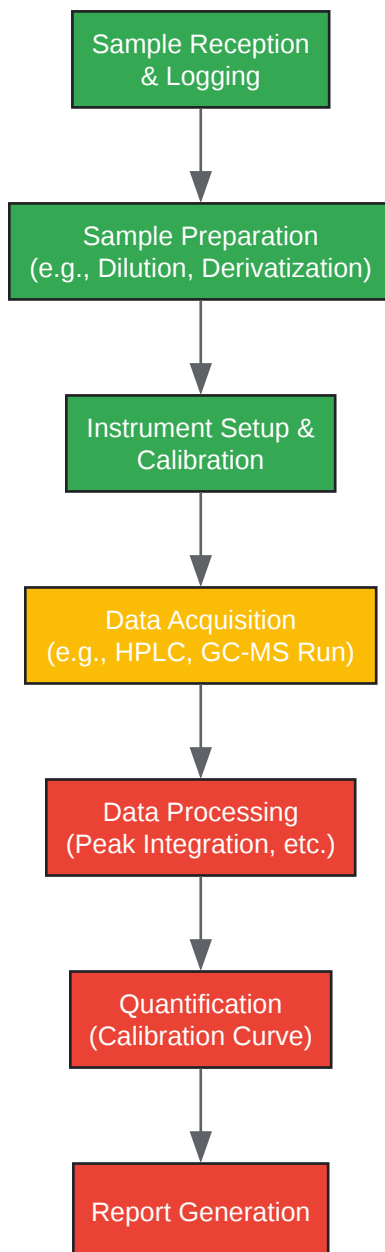 Sample Reception
& Logging
Sample Preparation
(e.g., Dilution, Derivatization)
Instrument Setup &
Calibration
Data Acquisition
(e.g., HPLC, GC-MS Run)
Data Processing
(Peak Integration, etc.)
Quantification
(Calibration Curve)
Report Generation